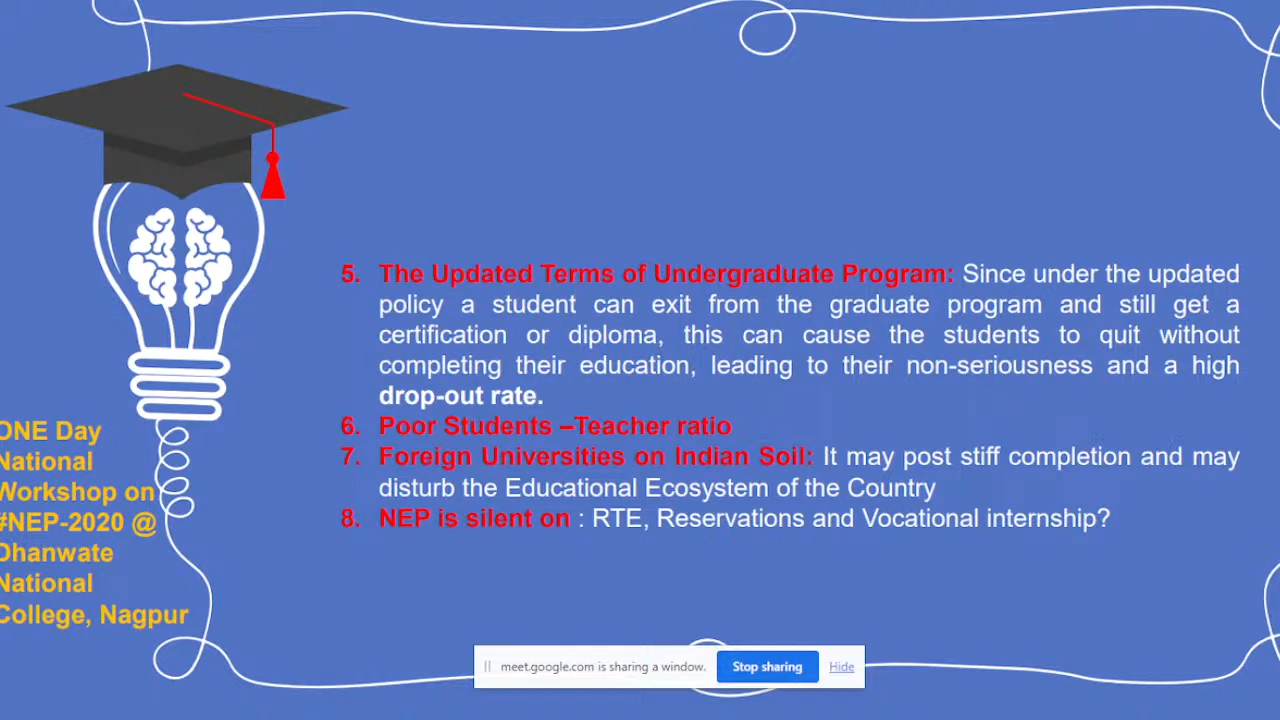 5. The Updated Terms of Undergraduate Program: Since under the updated
policy a student can exit from the graduate program and still get a
certification or diploma, this can cause the students to quit without
completing their education, leading to their non-seriousness and a high
drop-out rate.
6. Poor Students –Teacher ratio
7. Foreign Universities on Indian Soil: It may post stiff completion and may
disturb the Educational Ecosystem of the Country
8. NEP is silent on : RTE, Reservations and Vocational internship?
ONE Day
National
Workshop on
#NEP-2020 @
Dhanwate
National
College, Nagpur
meet.google.com is sharing a window. Stop sharing Hide